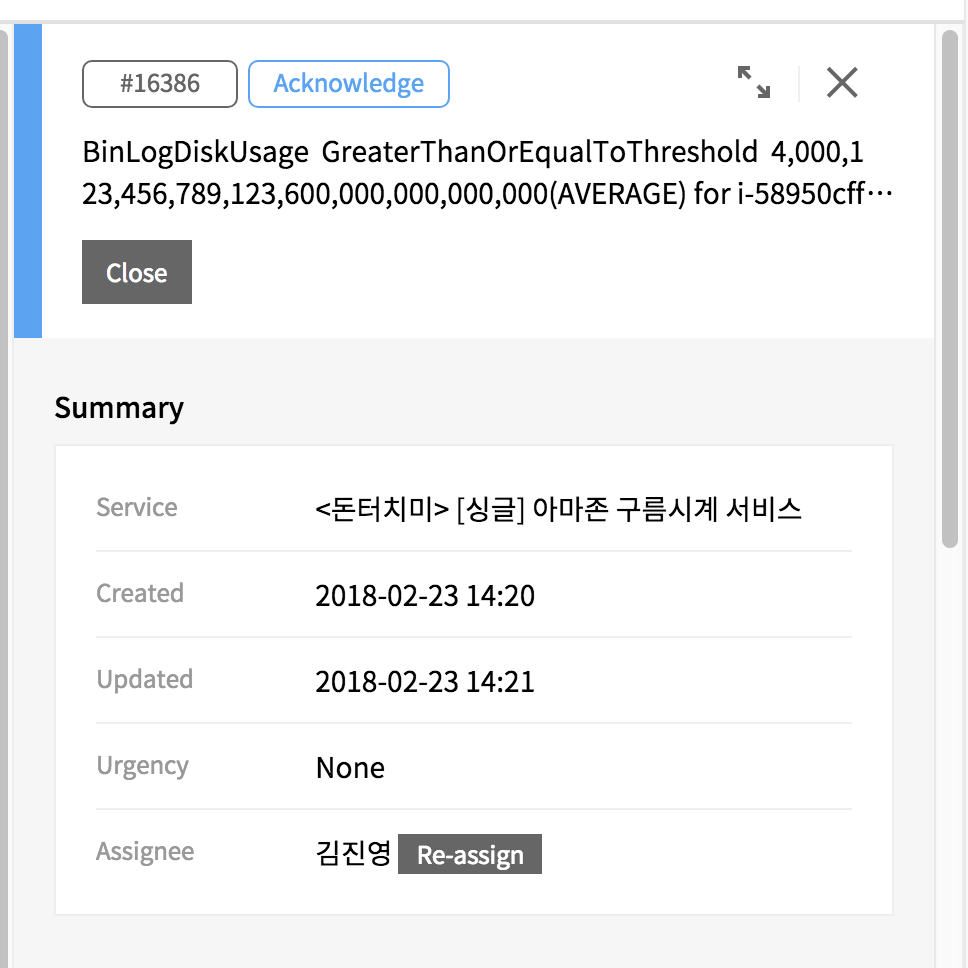 #16386 Acknowledge
BinLogDiskUsage GreaterThanOrEqualToThreshold 4,000,1
23,456,789,123,600,000,000,000,000(AVERAGE) for i-58950cff⋯
Close
Summary
Service <돈터치미> [싱글] 아마존 구름시계 서비스
Created 2018-02-23 14:20
Updated 2018-02-23 14:21
Urgency None
Assignee 김진영 Re-assign